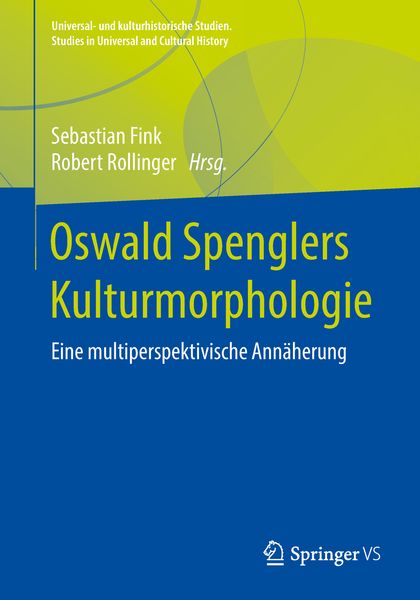 Universal- und kulturhistorische Studien.
Studies in Universal and Cultural History
Sebastian Fink
Robert Rollinger Hrsg.
Oswald Spenglers
Kulturmorphologie
Eine multiperspektivische Annäherung
Springer VS